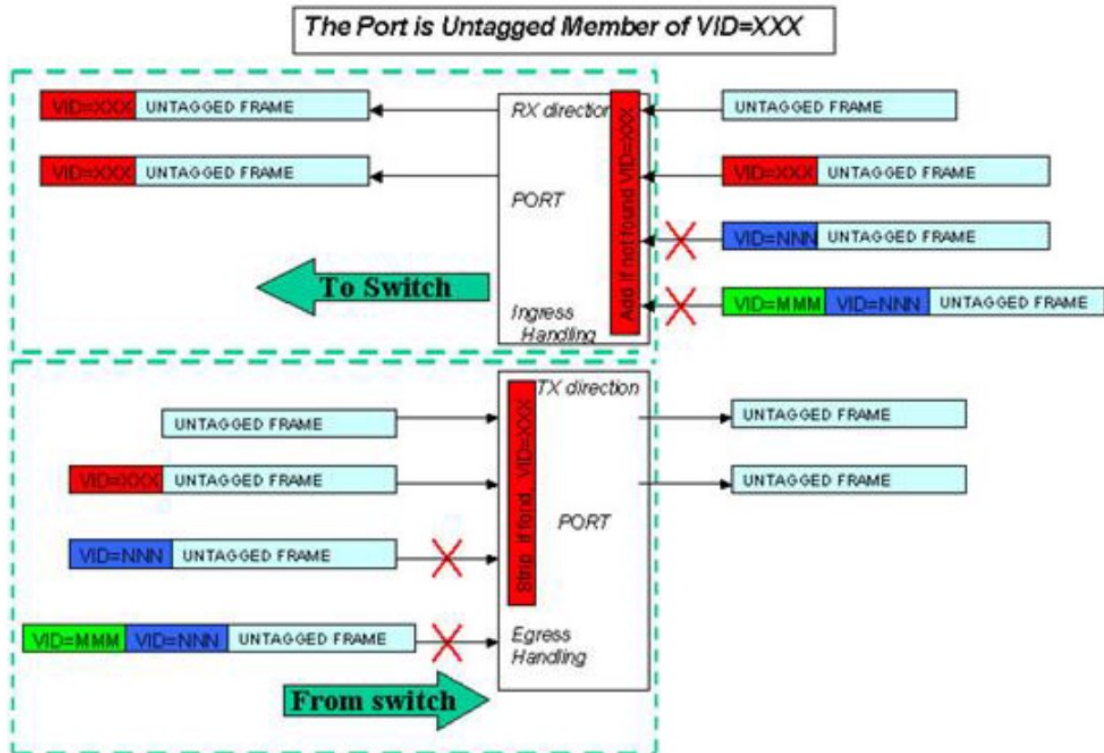 The Port is Untagged Member of VID=XXX
VID=XXX UNTAGGED FRAME
RX direction
UNTAGGED FRAME
VID=XXX UNTAGGED FRAME
PORT
Add if not found VID=XXX
VID=XXX UNTAGGED FRAME
VID=NNN UNTAGGED FRAME
To Switch
Ingress
Handling
VID=MMM VID=NNN UNTAGGED FRAME
TX direction
UNTAGGED FRAME
UNTAGGED FRAME
VID=XXX UNTAGGED FRAME
Strip if fond, VID=XXX
UNTAGGED FRAME
PORT
VID=NNN UNTAGGED FRAME
VID=MMM VID=NNN UNTAGGED FRAME
Egress
Handling
From switch